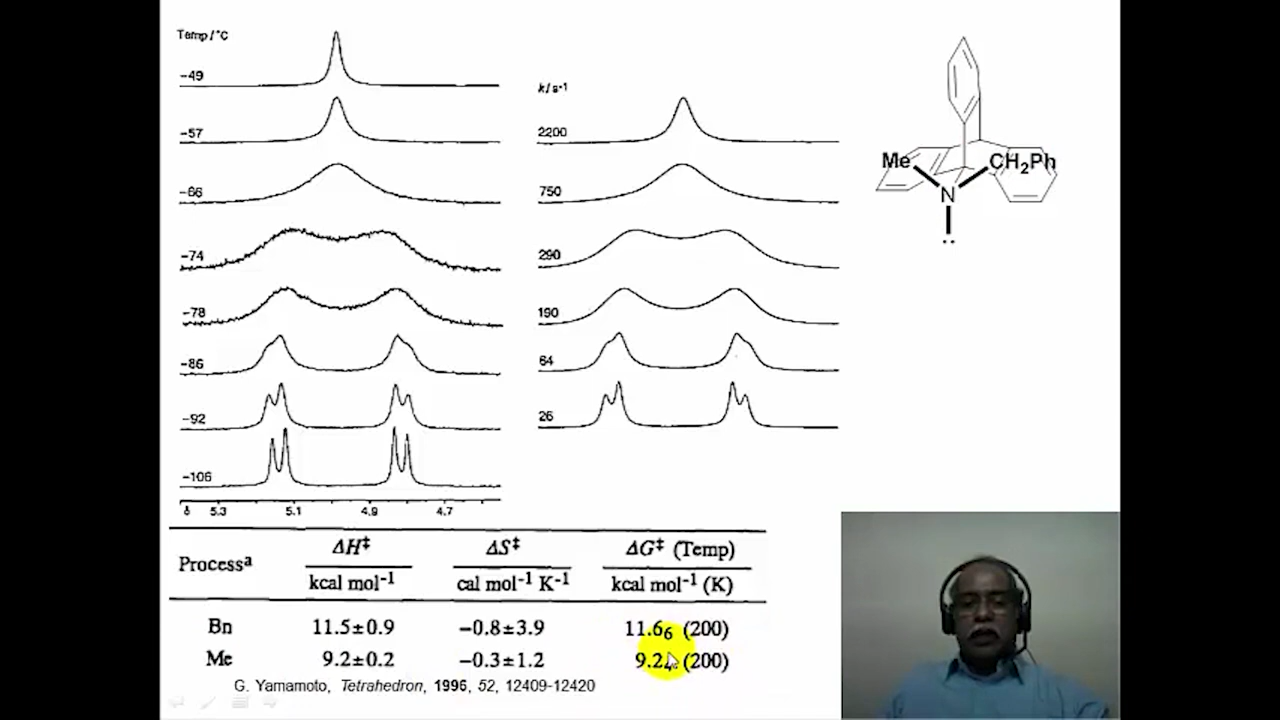 Temp/°C
−49
−57
−66
−74
−78
−86
−92
−106
δ 5.3 5.1 4.9 4.7
k/s⁻¹
2200
750
290
190
64
26
Me
CH₂Ph
N
..
Processᵃ ΔH‡ ΔS‡ ΔG‡ (Temp)
kcal mol⁻¹ cal mol⁻¹ K⁻¹ kcal mol⁻¹ (K)
Bn 11.5±0.9 −0.8±3.9 11.6₆ (200)
Me 9.2±0.2 −0.3±1.2 9.2₄ (200)
G. Yamamoto, Tetrahedron, 1996, 52, 12409-12420